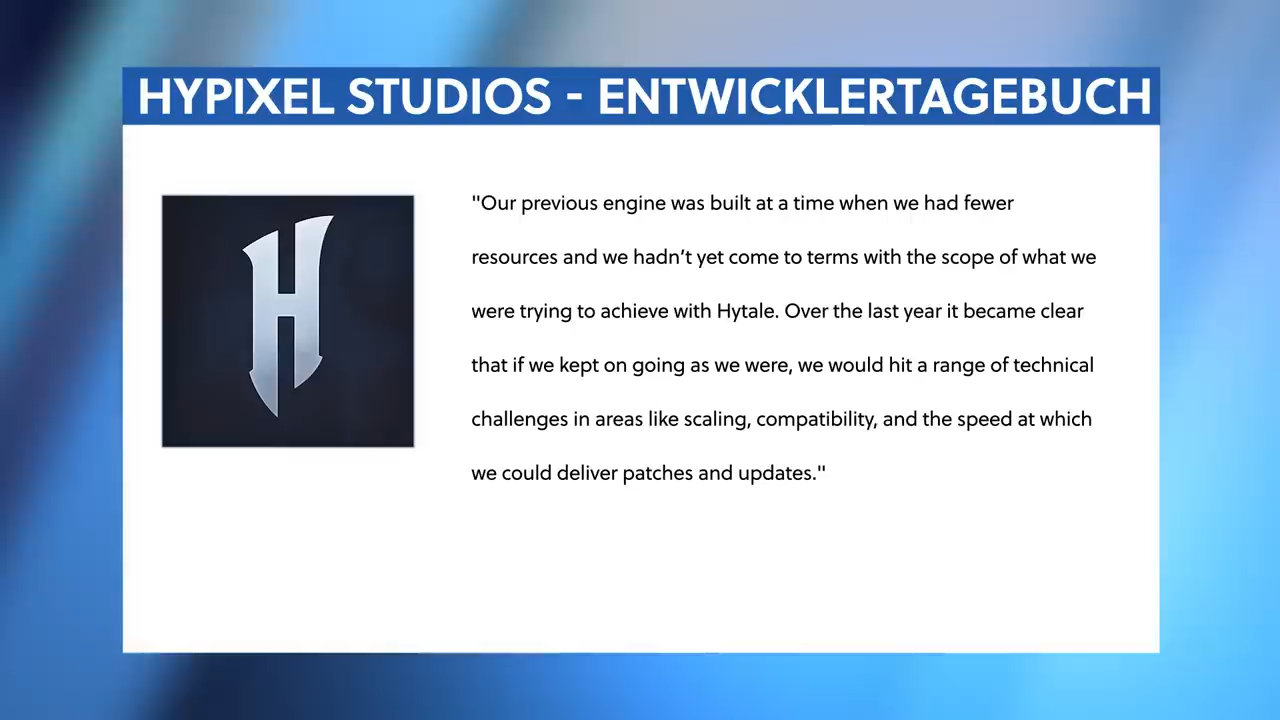 HYPIXEL STUDIOS - ENTWICKLERTAGEBUCH
"Our previous engine was built at a time when we had fewer
resources and we hadn’t yet come to terms with the scope of what we
were trying to achieve with Hytale. Over the last year it became clear
that if we kept on going as we were, we would hit a range of technical
challenges in areas like scaling, compatibility, and the speed at which
we could deliver patches and updates."